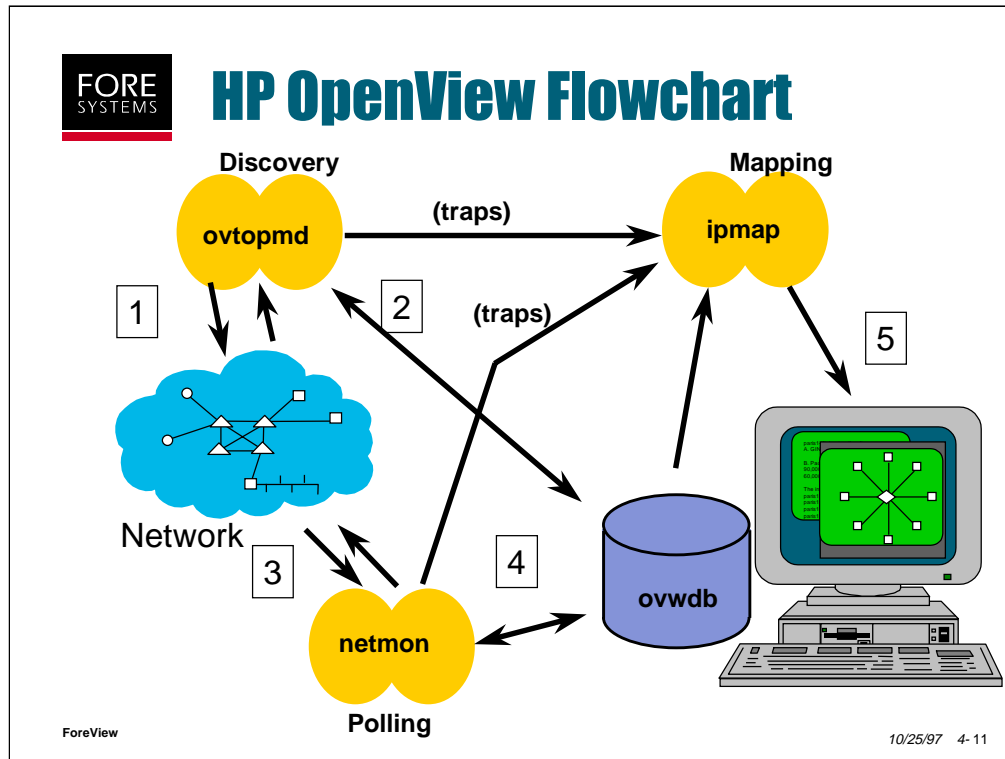 FORE
SYSTEMS
HP OpenView Flowchart
Discovery
Mapping
(traps)
ovtopmd
ipmap
1
2
(traps)
5
Network
3
4
ovwdb
netmon
Polling
ForeView
10/25/97 4- 11